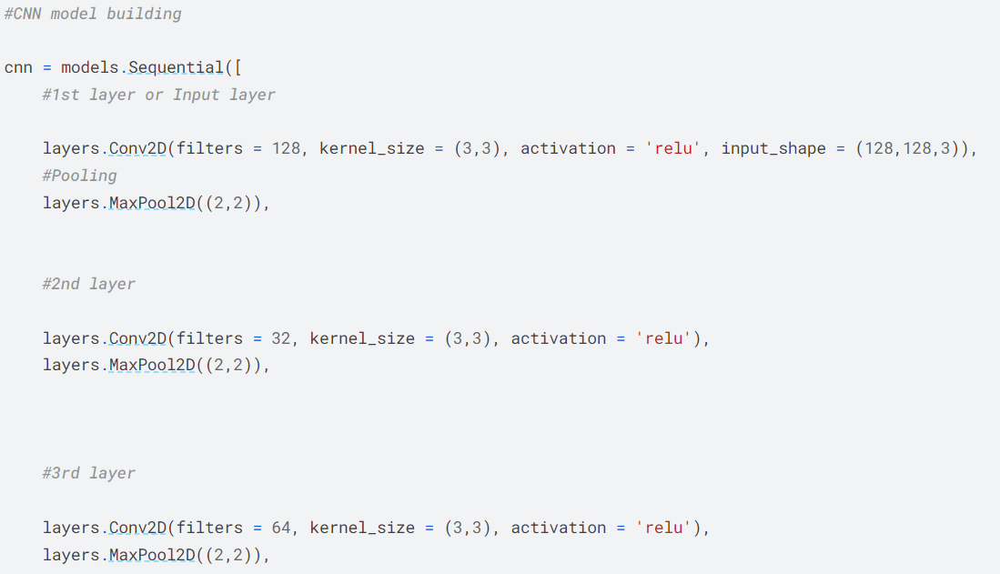 #CNN model building
cnn = models.Sequential([
    #1st layer or Input layer
    layers.Conv2D(filters = 128, kernel_size = (3,3), activation = 'relu', input_shape = (128,128,3)),
    #Pooling
    layers.MaxPool2D((2,2)),
    #2nd layer
    layers.Conv2D(filters = 32, kernel_size = (3,3), activation = 'relu'),
    layers.MaxPool2D((2,2)),
    #3rd layer
    layers.Conv2D(filters = 64, kernel_size = (3,3), activation = 'relu'),
    layers.MaxPool2D((2,2)),